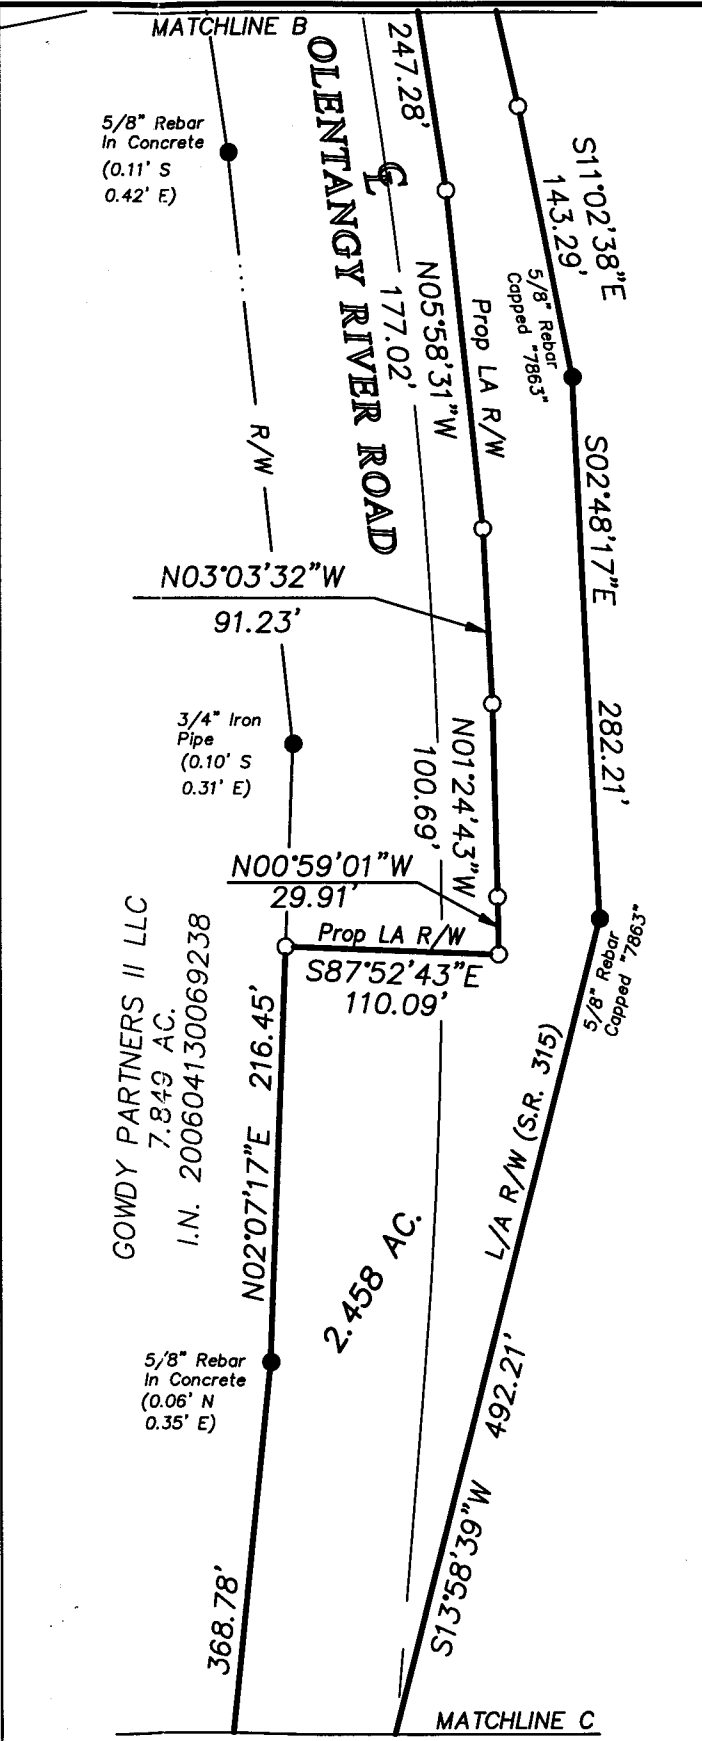 MATCHLINE B
5/8" Rebar
In Concrete
(0.11' S
0.42' E)
247.28'
OLENTANGY RIVER ROAD
℄
S11°02'38"E
143.29'
5/8" Rebar
Capped "7863"
N05°58'31"W
177.02'
Prop LA R/W
R/W
S02°48'17"E 282.21'
N03°03'32"W
91.23'
3/4" Iron
Pipe
(0.10' S
0.31' E)
N01°24'43"W
100.69'
N00°59'01"W
29.91'
Prop LA R/W
S87°52'43"E
110.09'
5/8" Rebar
Capped "7863"
GOWDY PARTNERS II LLC
7.849 AC.
I.N. 200604130069238
N02°07'17"E 216.45'
L/A R/W (S.R. 315)
2.458 AC.
5/8" Rebar
In Concrete
(0.06' N
0.35' E)
S13°58'39"W 492.21'
368.78'
MATCHLINE C